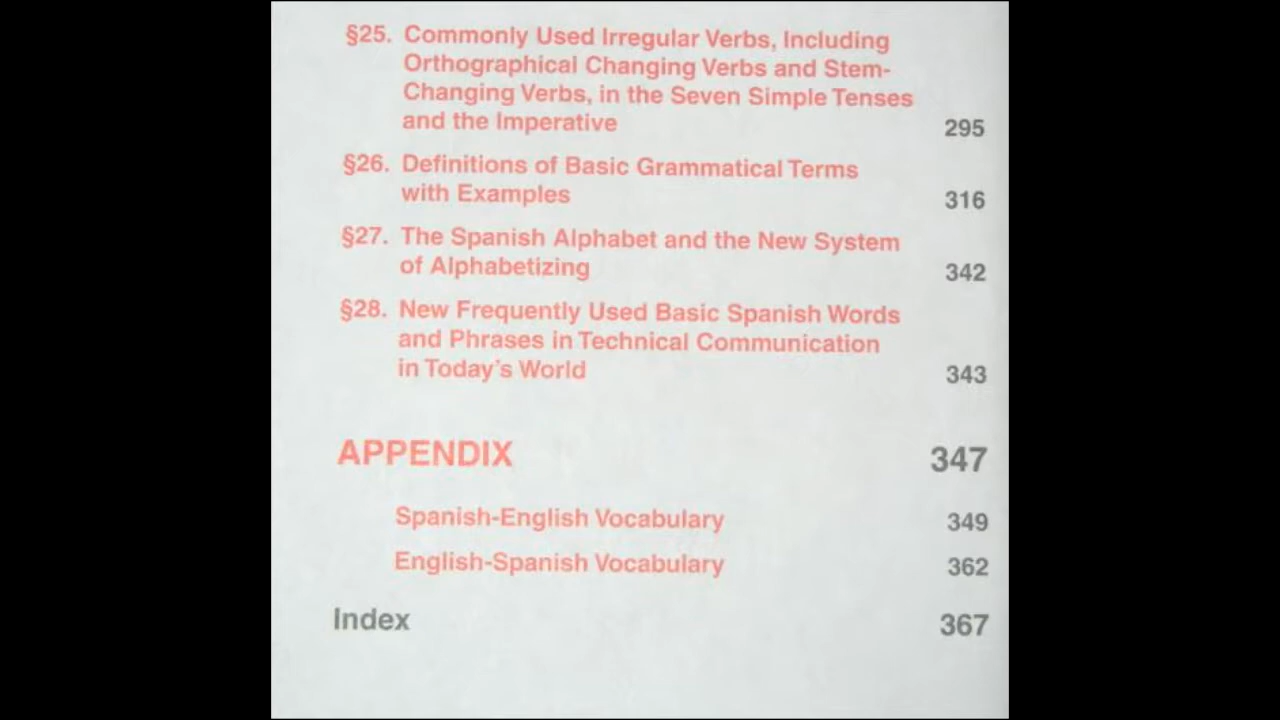 §25. Commonly Used Irregular Verbs, Including
Orthographical Changing Verbs and Stem-
Changing Verbs, in the Seven Simple Tenses
and the Imperative 295
§26. Definitions of Basic Grammatical Terms
with Examples 316
§27. The Spanish Alphabet and the New System
of Alphabetizing 342
§28. New Frequently Used Basic Spanish Words
and Phrases in Technical Communication
in Today's World 343
APPENDIX 347
Spanish-English Vocabulary 349
English-Spanish Vocabulary 362
Index 367